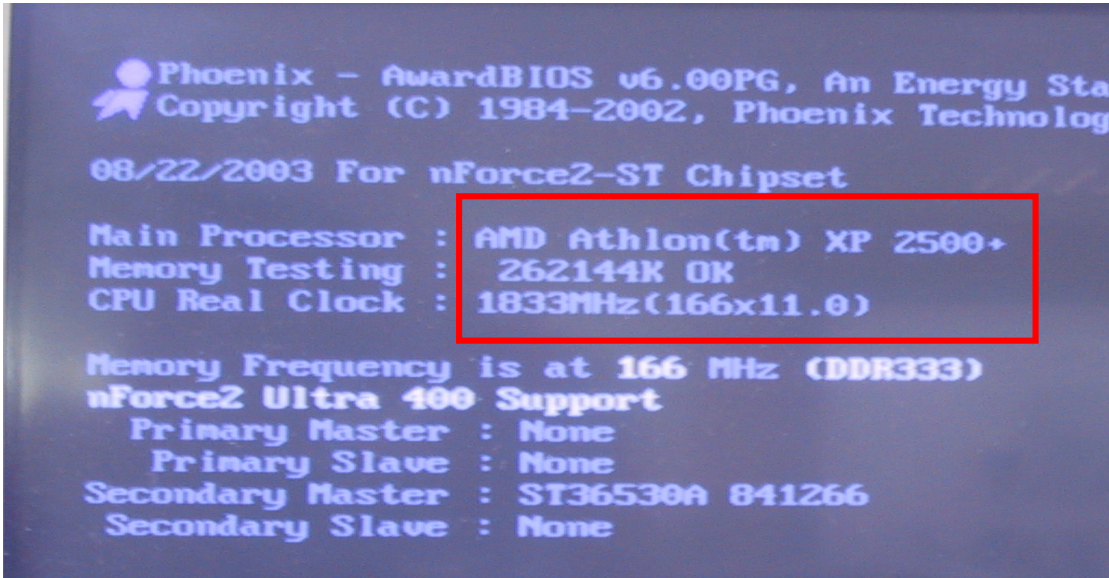 Phoenix - AwardBIOS v6.00PG, An Energy Sta
Copyright (C) 1984-2002, Phoenix Technolog
08/22/2003 For nForce2-ST Chipset
Main Processor : AMD Athlon(tm) XP 2500+
Memory Testing : 262144K OK
CPU Real Clock : 1833MHz(166x11.0)
Memory Frequency is at 166 MHz (DDR333)
nForce2 Ultra 400 Support
Primary Master : None
Primary Slave : None
Secondary Master : ST36530A 841266
Secondary Slave : None